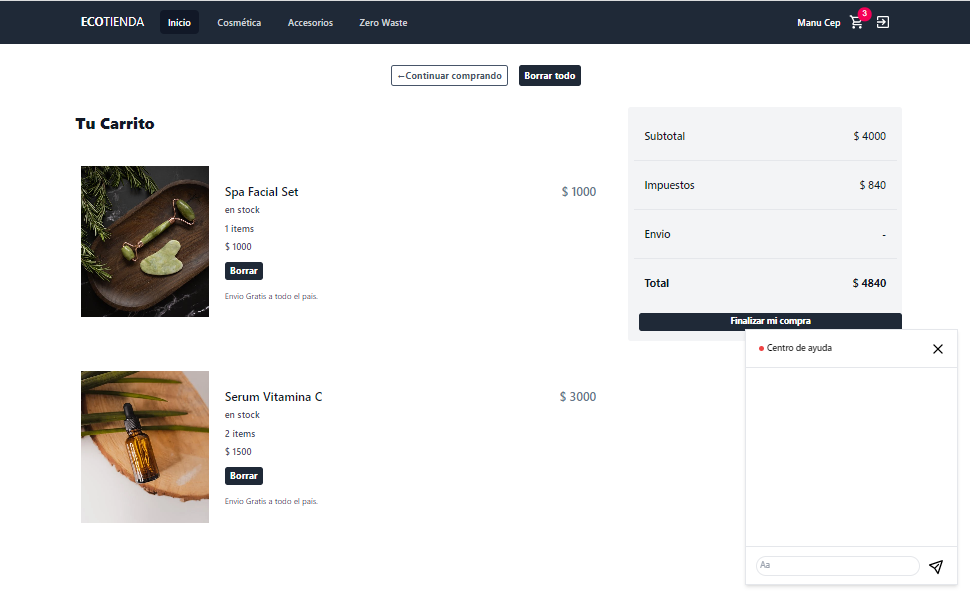 ECOTIENDA
Inicio
Cosmética
Accesorios
Zero Waste
Manu Cep
3
←Continuar comprando
Borrar todo
Tu Carrito
Spa Facial Set
$ 1000
en stock
1 items
$ 1000
Borrar
Envio Gratis a todo el país.
Serum Vitamina C
$ 3000
en stock
2 items
$ 1500
Borrar
Envio Gratis a todo el país.
Subtotal
$ 4000
Impuestos
$ 840
Envio
-
Total
$ 4840
Finalizar mi compra
Centro de ayuda
Aa